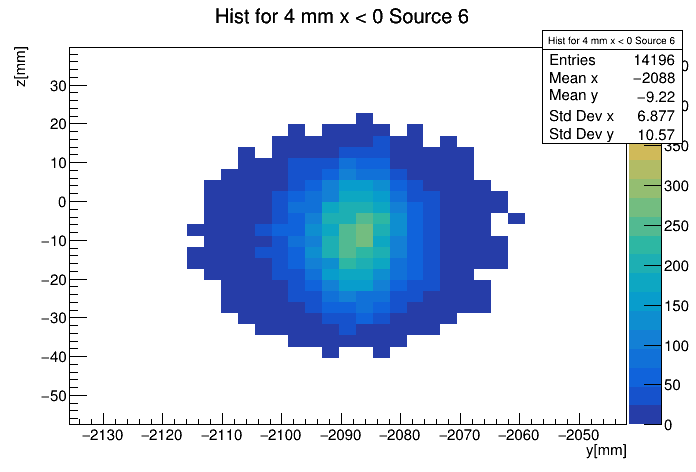 Hist for 4 mm x < 0 Source 6
Hist for 4 mm x < 0 Source 6
Entries 14196
Mean x −2088
Mean y −9.22
Std Dev x 6.877
Std Dev y 10.57
z[mm]
30
20
10
0
−10
−20
−30
−40
−50
−2130 −2120 −2110 −2100 −2090 −2080 −2070 −2060 −2050
y[mm]
350
300
250
200
150
100
50
0